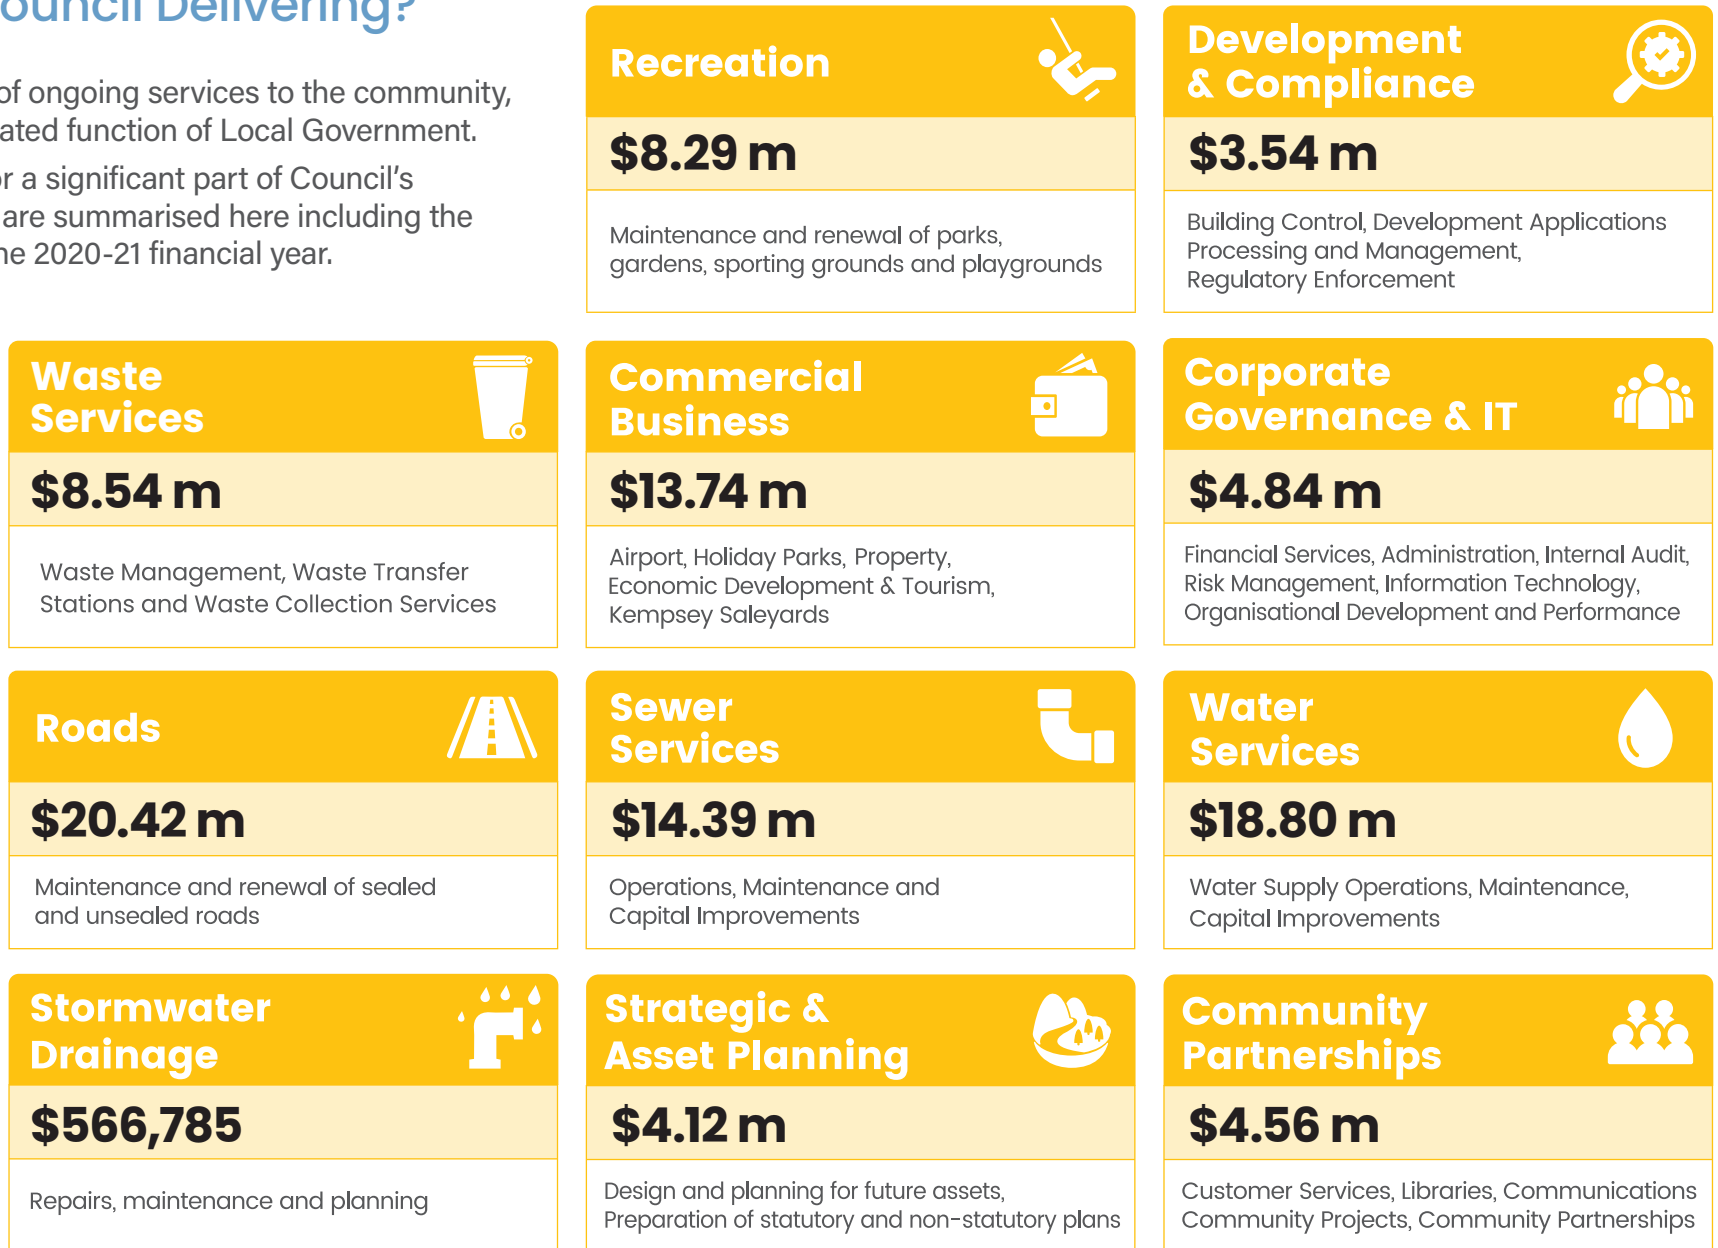 ouncil Delivering?
of ongoing services to the community,
ated function of Local Government.
or a significant part of Council's
are summarised here including the
he 2020-21 financial year.
Recreation
$8.29 m
Maintenance and renewal of parks,
gardens, sporting grounds and playgrounds
Development
& Compliance
$3.54 m
Building Control, Development Applications
Processing and Management,
Regulatory Enforcement
Waste
Services
$8.54 m
Waste Management, Waste Transfer
Stations and Waste Collection Services
Commercial
Business
$13.74 m
Airport, Holiday Parks, Property,
Economic Development & Tourism,
Kempsey Saleyards
Corporate
Governance & IT
$4.84 m
Financial Services, Administration, Internal Audit,
Risk Management, Information Technology,
Organisational Development and Performance
Roads
$20.42 m
Maintenance and renewal of sealed
and unsealed roads
Sewer
Services
$14.39 m
Operations, Maintenance and
Capital Improvements
Water
Services
$18.80 m
Water Supply Operations, Maintenance,
Capital Improvements
Stormwater
Drainage
$566,785
Repairs, maintenance and planning
Strategic &
Asset Planning
$4.12 m
Design and planning for future assets,
Preparation of statutory and non-statutory plans
Community
Partnerships
$4.56 m
Customer Services, Libraries, Communications
Community Projects, Community Partnerships